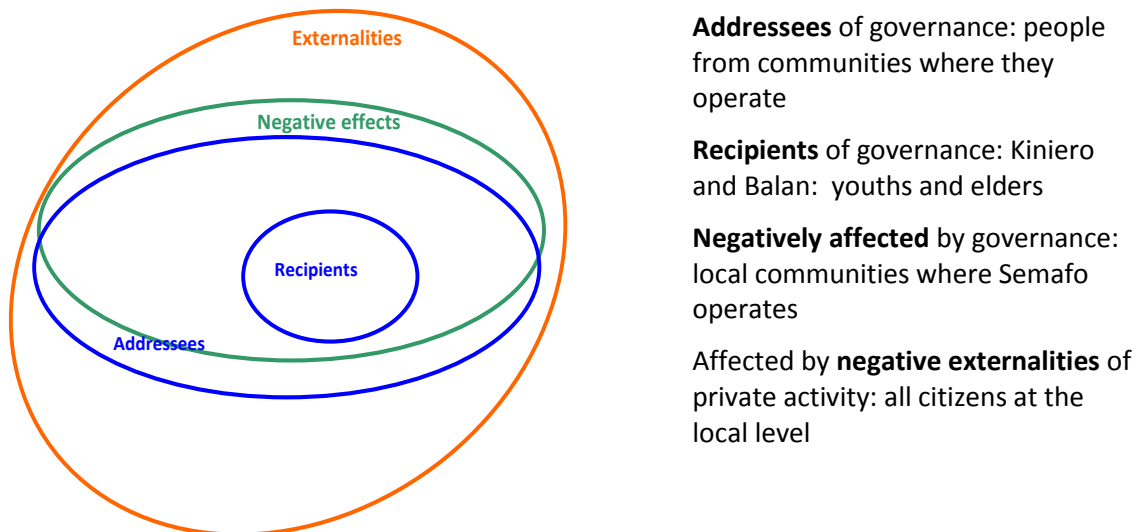 Externalities
Negative effects
Recipients
Addressees
Addressees of governance: people
from communities where they
operate
Recipients of governance: Kiniero
and Balan:  youths and elders
Negatively affected by governance:
local communities where Semafo
operates
Affected by negative externalities of
private activity: all citizens at the
local level